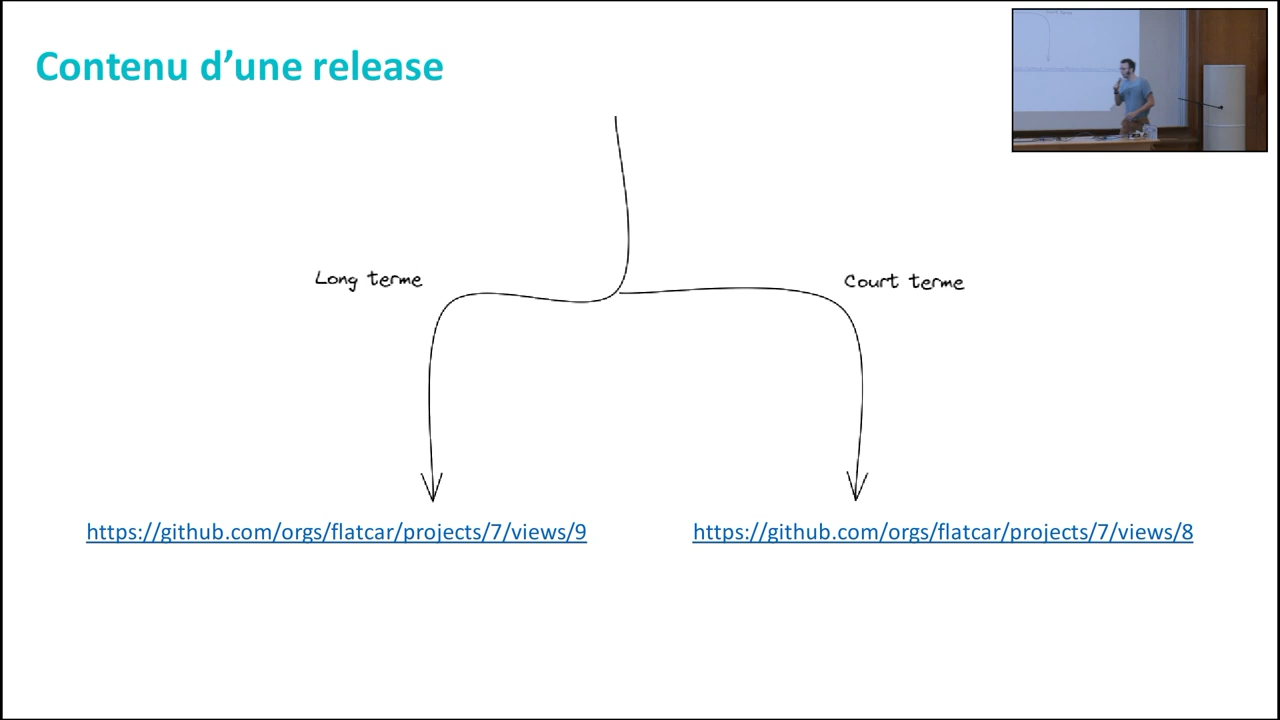 Contenu d’une release
Long terme
Court terme
https://github.com/orgs/flatcar/projects/7/views/9
https://github.com/orgs/flatcar/projects/7/views/8